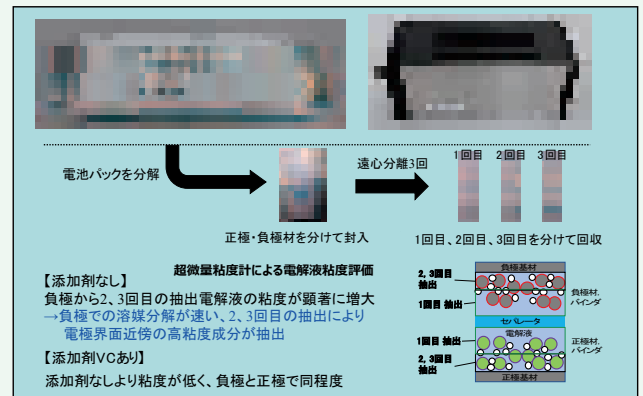 電池パックを分解
遠心分離3回
1回目 2回目 3回目
正極・負極材を分けて封入
1回目、2回目、3回目を分けて回収
超微量粘度計による電解液粘度評価
【添加剤なし】
負極から2、3回目の抽出電解液の粘度が顕著に増大
→負極での溶媒分解が速い、2、3回目の抽出により
電極界面近傍の高粘度成分が抽出
【添加剤VCあり】
添加剤なしより粘度が低く、負極と正極で同程度
負極基材
2, 3回目
抽出
1回目 抽出
負極材,
バインダ
セパレータ
電解液
1回目 抽出
2, 3回目
抽出
正極材,
バインダ
正極基材